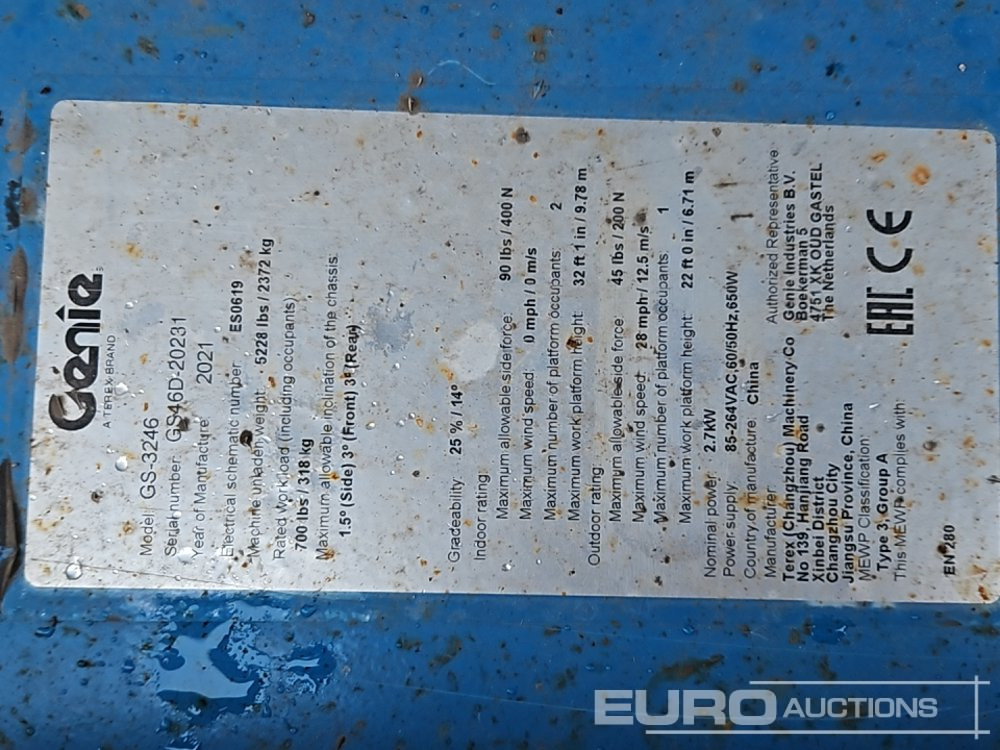 Genie
A TEREX BRAND
Model: GS-3246
Serial number: GS46D-20231
Year of Manufacture: 2021
Electrical schematic number: ES0619
Machine unladen weight: 5228 lbs / 2372 kg
Rated work load (including occupants):
700 lbs / 318 kg
Maximum allowable inclination of the chassis:
1.5° (Side) 3° (Front) 3° (Rear)
Gradeability: 25 % / 14°
Indoor rating:
Maximum allowable side force: 90 lbs / 400 N
Maximum wind speed: 0 mph / 0 m/s
Maximum number of platform occupants: 2
Maximum work platform height: 32 ft 1 in / 9.78 m
Outdoor rating:
Maximum allowable side force: 45 lbs / 200 N
Maximum wind speed: 28 mph / 12.5 m/s
Maximum number of platform occupants: 1
Maximum work platform height: 22 ft 0 in / 6.71 m
Nominal power: 2.7kW
Power supply: 85-264VAC,60/50Hz,650W
Country of manufacture: China
Manufacturer:
Terex (Changzhou) Machinery Co
No 139, Hanjiang Road
Xinbei District
Changzhou City
Jiangsu Province, China
Authorized Representative:
Genie Industries B.V.
Boekerman 5
4751 XK OUD GASTEL
The Netherlands
MEWP Classification:
Type 3, Group A
This MEWP complies with:
EN 280
EAC CE
EURO AUCTIONS